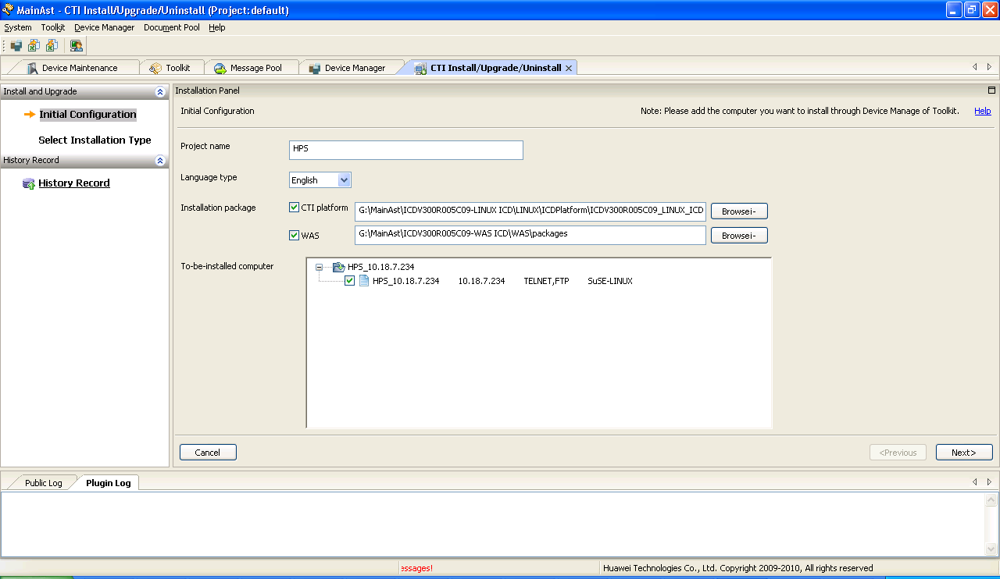 MainAst - CTI Install/Upgrade/Uninstall (Project:default)
System Toolkit Device Manager Document Pool Help
Device Maintenance Toolkit Message Pool Device Manager CTI Install/Upgrade/Uninstall
Install and Upgrade
Initial Configuration
Select Installation Type
History Record
History Record
Installation Panel
Initial Configuration Note: Please add the computer you want to install through Device Manage of Toolkit. Help
Project name HPS
Language type English
Installation package CTI platform G:\MainAst\ICDV300R005C09-LINUX ICD\LINUX\ICDPlatform\ICDV300R005C09_LINUX_ICD Browsei-
WAS G:\MainAst\ICDV300R005C09-WAS ICD\WAS\packages Browsei-
To-be-installed computer HPS_10.18.7.234
HPS_10.18.7.234 10.18.7.234 TELNET,FTP SuSE-LINUX
Cancel <Previous Next>
Public Log Plugin Log
essages! Huawei Technologies Co., Ltd. Copyright 2009-2010, All rights reserved